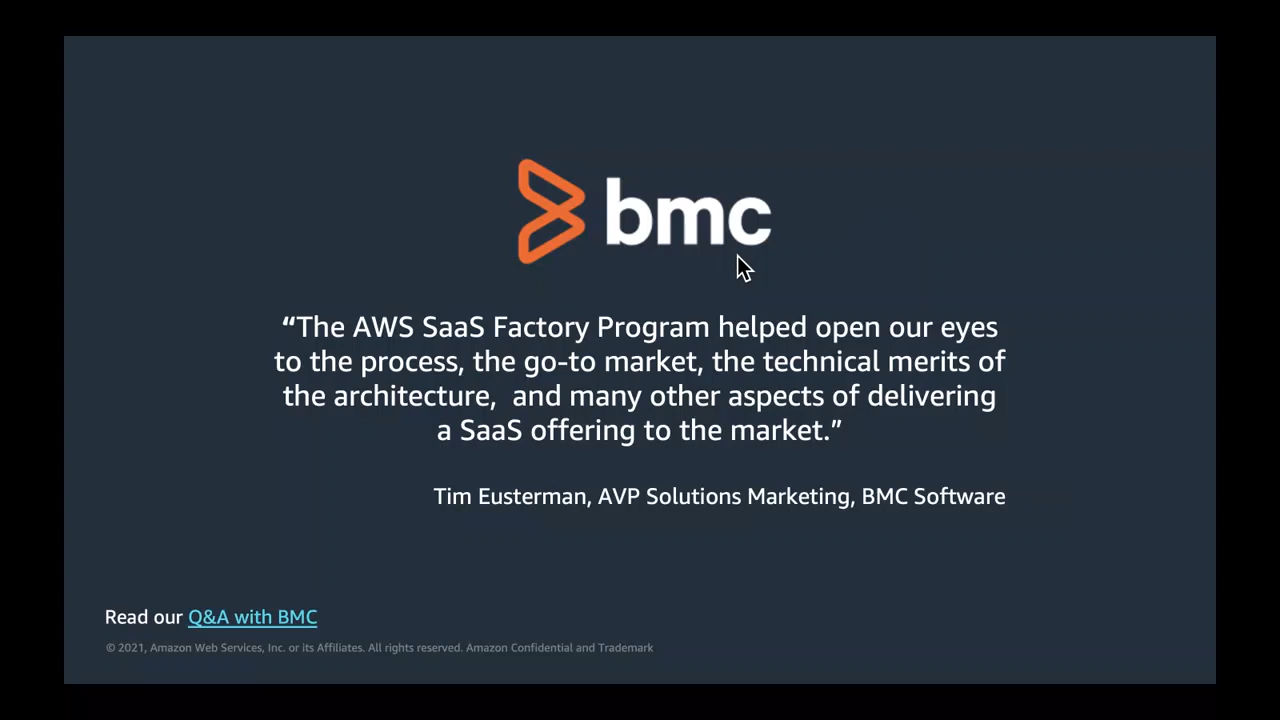 bmc
“The AWS SaaS Factory Program helped open our eyes
to the process, the go-to market, the technical merits of
the architecture,  and many other aspects of delivering
a SaaS offering to the market.”
Tim Eusterman, AVP Solutions Marketing, BMC Software
Read our Q&A with BMC
© 2021, Amazon Web Services, Inc. or its Affiliates. All rights reserved. Amazon Confidential and Trademark